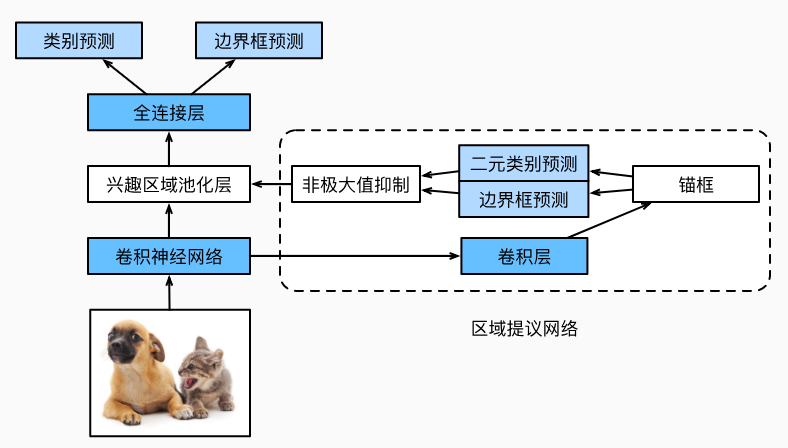 类别预测
边界框预测
全连接层
兴趣区域池化层
非极大值抑制
二元类别预测
边界框预测
锚框
卷积神经网络
卷积层
区域提议网络